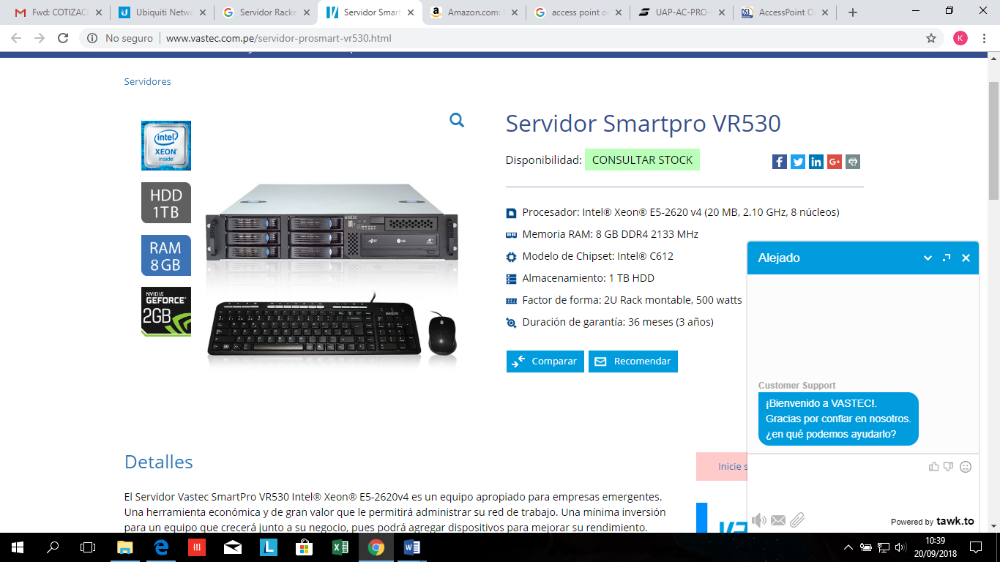 Fwd: COTIZAC
Ubiquiti Netw
Servidor Racke
Servidor Smart
Amazon.com:
access point o
UAP-AC-PRO-
AccessPoint O
No seguro
www.vastec.com.pe/servidor-prosmart-vr530.html
K
Servidores
intel
XEON
inside
HDD
1TB
RAM
8 GB
NVIDIA
GEFORCE
2GB
LG
Servidor Smartpro VR530
Disponibilidad: CONSULTAR STOCK
Procesador: Intel® Xeon® E5-2620 v4 (20 MB, 2.10 GHz, 8 núcleos)
Memoria RAM: 8 GB DDR4 2133 MHz
Modelo de Chipset: Intel® C612
Almacenamiento: 1 TB HDD
Factor de forma: 2U Rack montable, 500 watts
Duración de garantía: 36 meses (3 años)
Comparar
Recomendar
Alejado
Customer Support
¡Bienvenido a VASTEC!.
Gracias por confiar en nosotros.
¿en qué podemos ayudarlo?
Powered by tawk.to
Detalles
Inicie s
El Servidor Vastec SmartPro VR530 Intel® Xeon® E5-2620v4 es un equipo apropiado para empresas emergentes.
Una herramienta económica y de gran valor que le permitirá administrar su red de trabajo. Una mínima inversión
para un equipo que crecerá junto a su negocio, pues podrá agregar dispositivos para mejorar su rendimiento.
10:39
20/09/2018